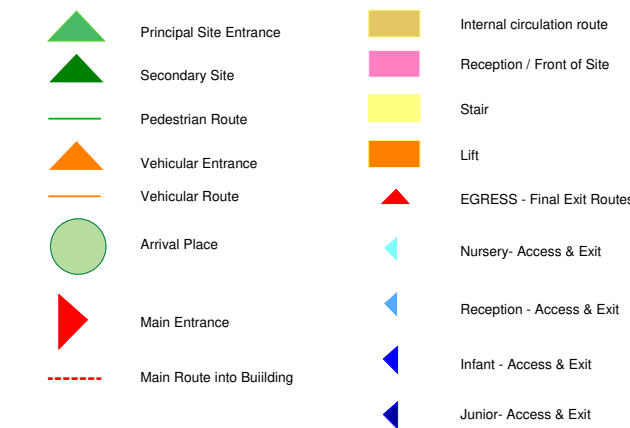 Principal Site Entrance
Secondary Site
Pedestrian Route
Vehicular Entrance
Vehicular Route
Arrival Place
Main Entrance
Main Route into Buiilding
Internal circulation route
Reception / Front of Site
Stair
Lift
EGRESS - Final Exit Routes
Nursery- Access & Exit
Reception - Access & Exit
Infant - Access & Exit
Junior- Access & Exit